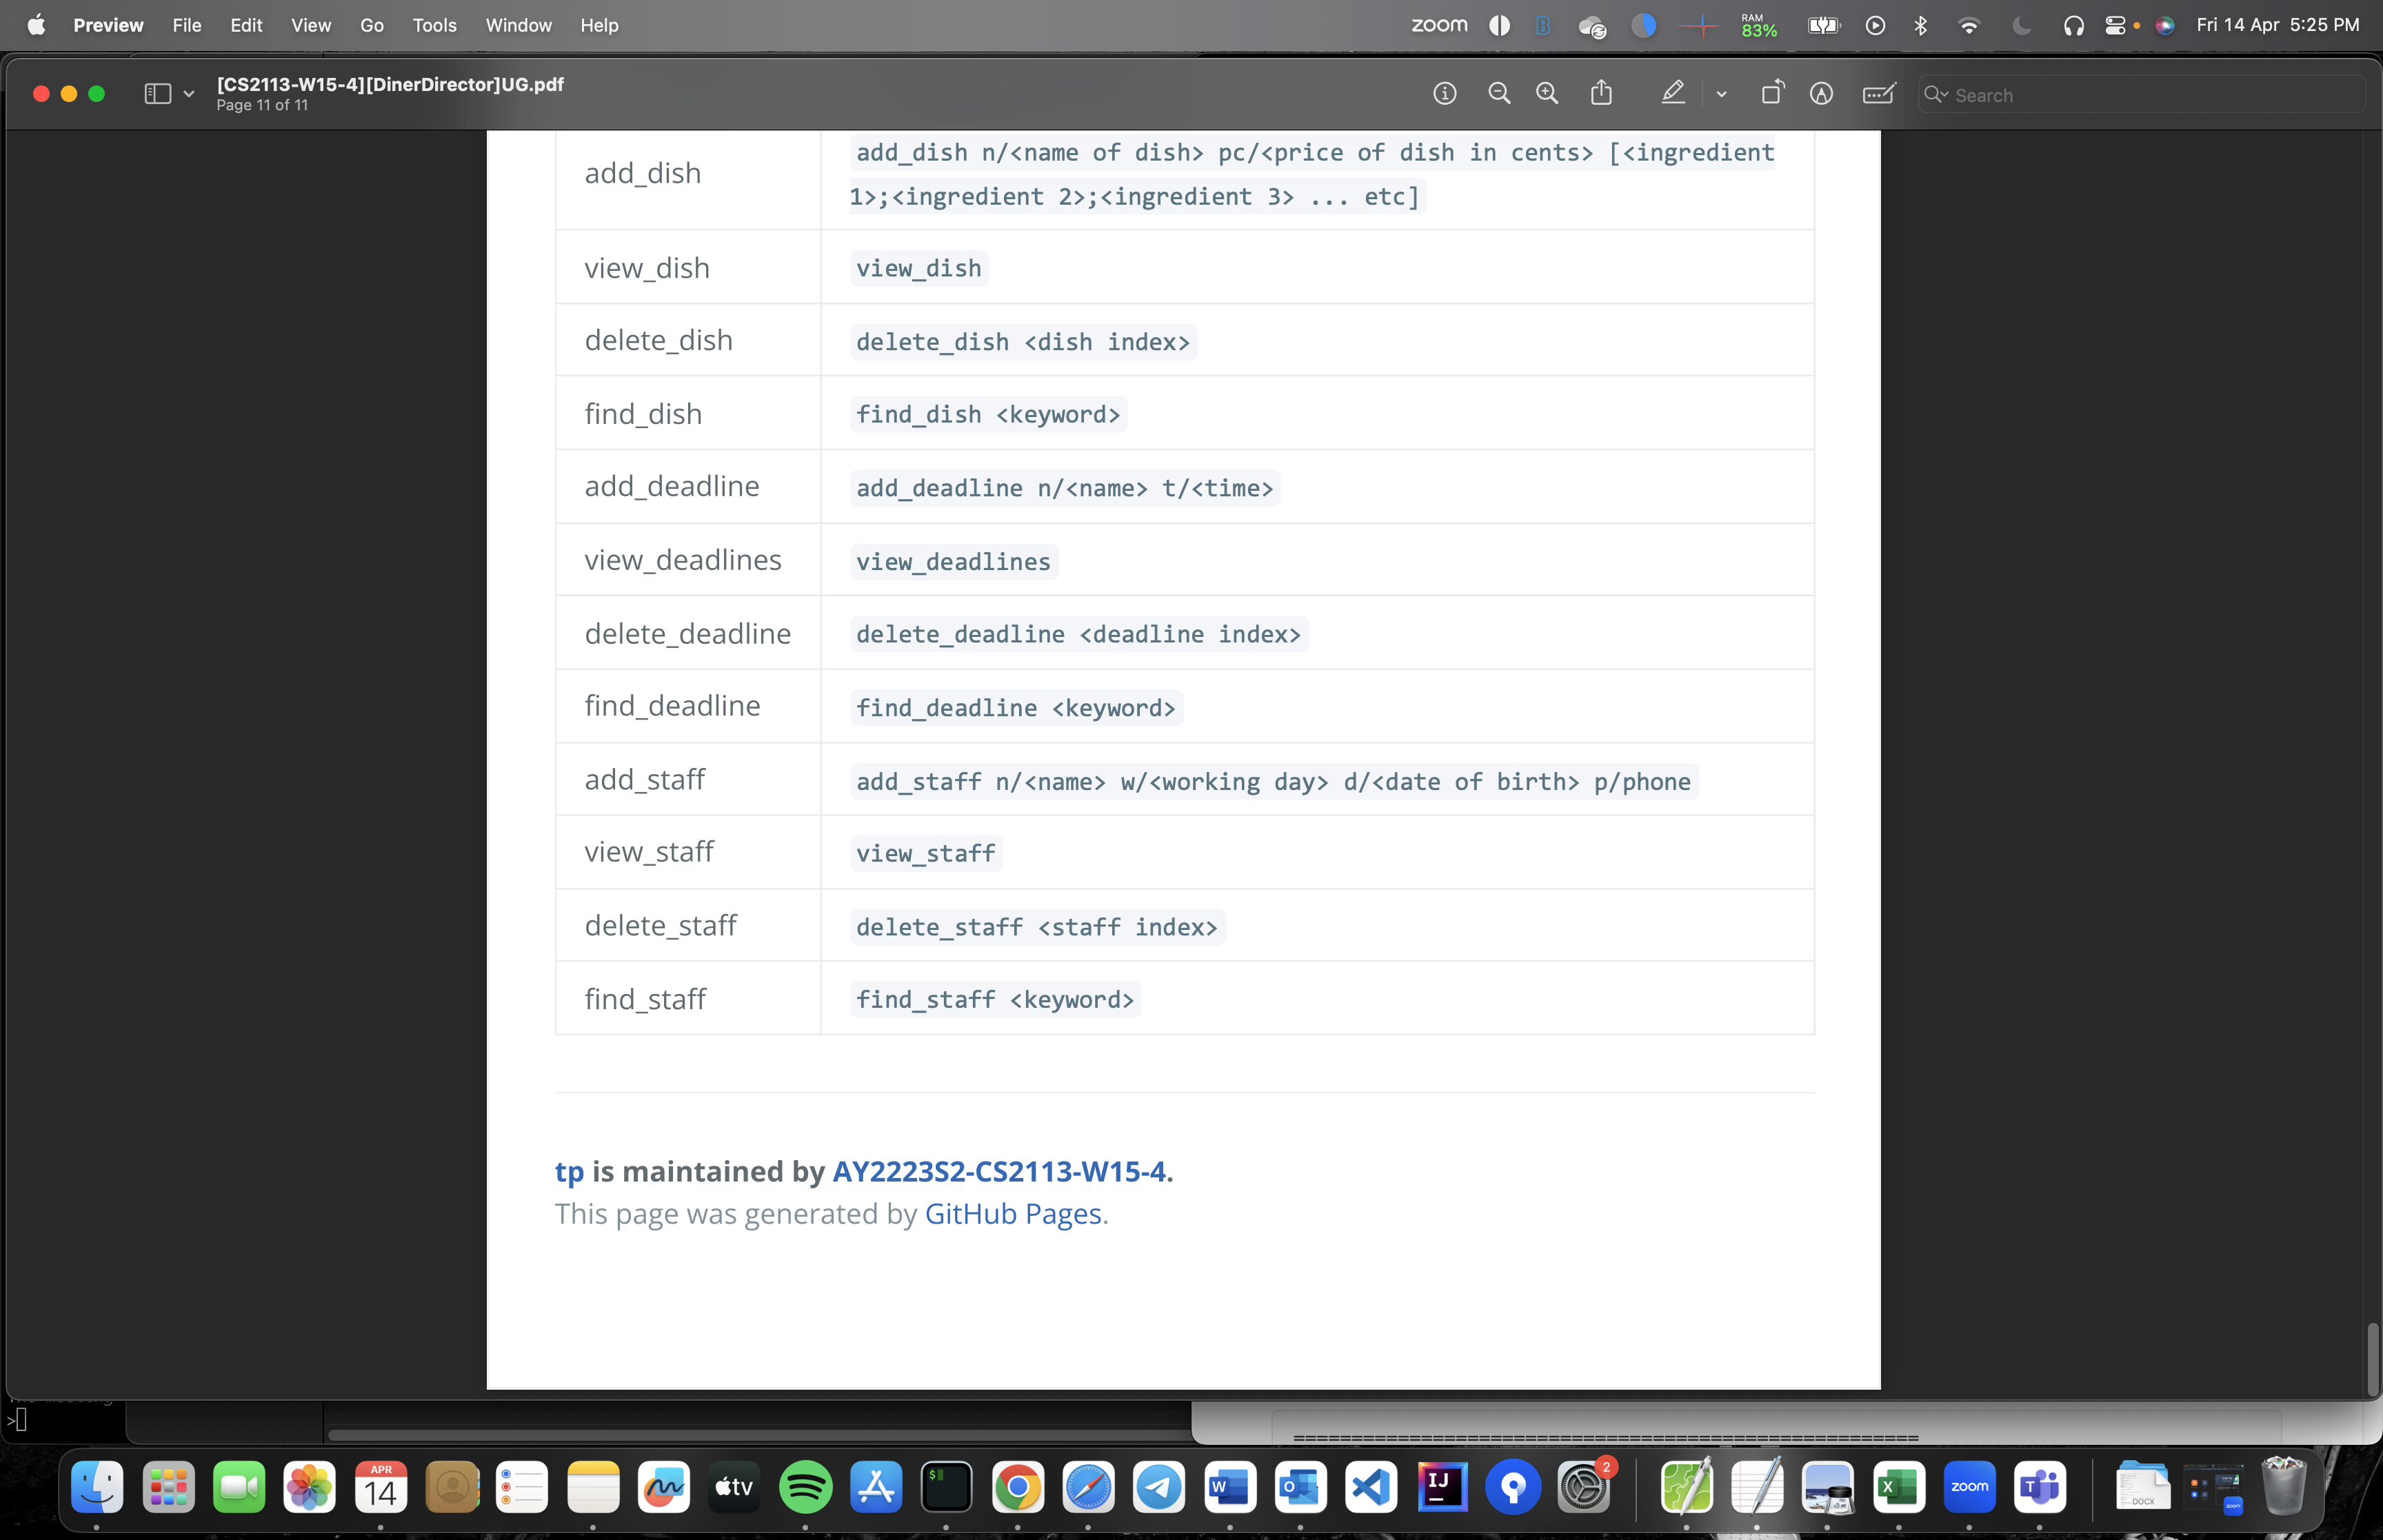 Preview File Edit View Go Tools Window Help
zoom RAM 83% Fri 14 Apr 5:25 PM
[CS2113-W15-4][DinerDirector]UG.pdf
Page 11 of 11
Search
add_dish add_dish n/<name of dish> pc/<price of dish in cents> [<ingredient
1>;<ingredient 2>;<ingredient 3> ... etc]
view_dish view_dish
delete_dish delete_dish <dish index>
find_dish find_dish <keyword>
add_deadline add_deadline n/<name> t/<time>
view_deadlines view_deadlines
delete_deadline delete_deadline <deadline index>
find_deadline find_deadline <keyword>
add_staff add_staff n/<name> w/<working day> d/<date of birth> p/phone
view_staff view_staff
delete_staff delete_staff <staff index>
find_staff find_staff <keyword>
tp is maintained by AY2223S2-CS2113-W15-4.
This page was generated by GitHub Pages.
>
============================================================
APR
14
tv
$
W
O
IJ
2
X
zoom
T
DOCX